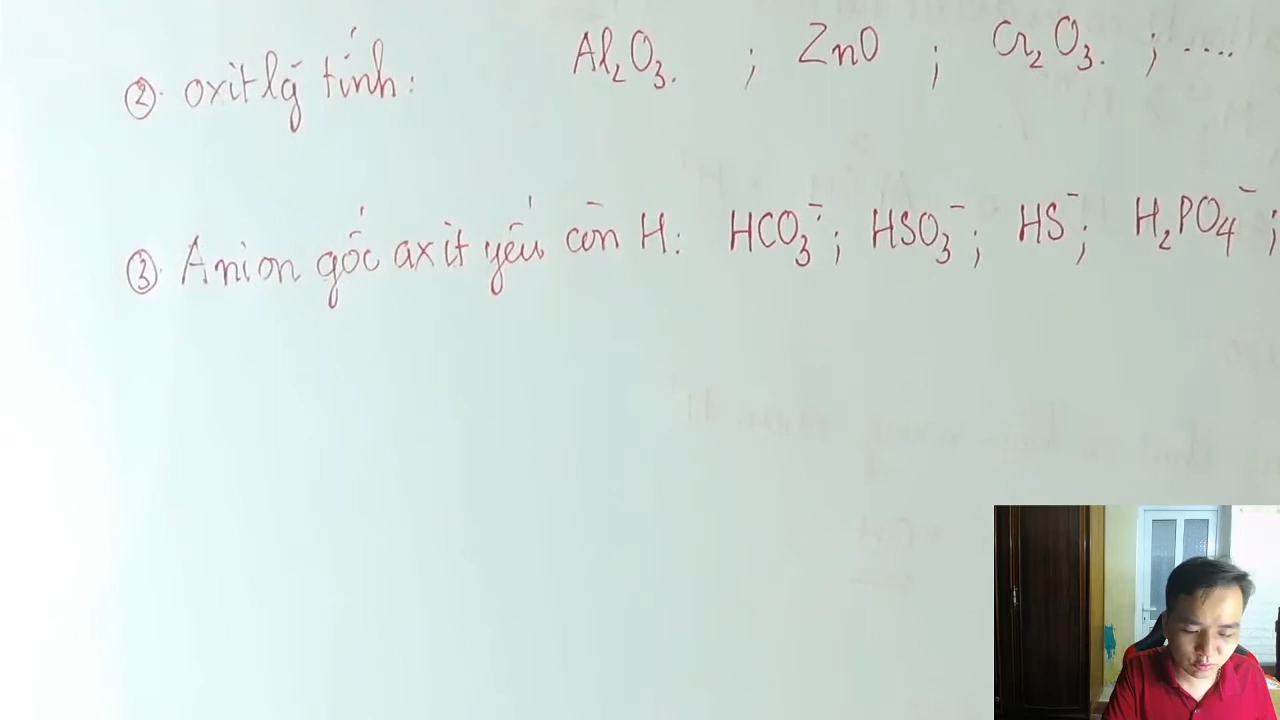 ② oxit lg tính: Al₂O₃. ; ZnO ; Cr₂O₃. ; ....
③ Anion gốc axit yếu còn H: HCO₃⁻; HSO₃⁻; HS⁻; H₂PO₄⁻;